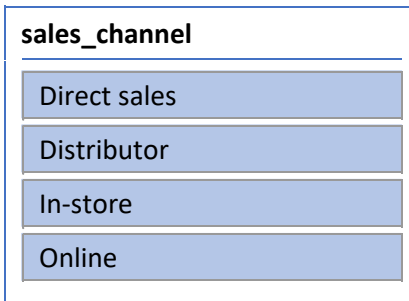 sales_channel
Direct sales
Distributor
In-store
Online